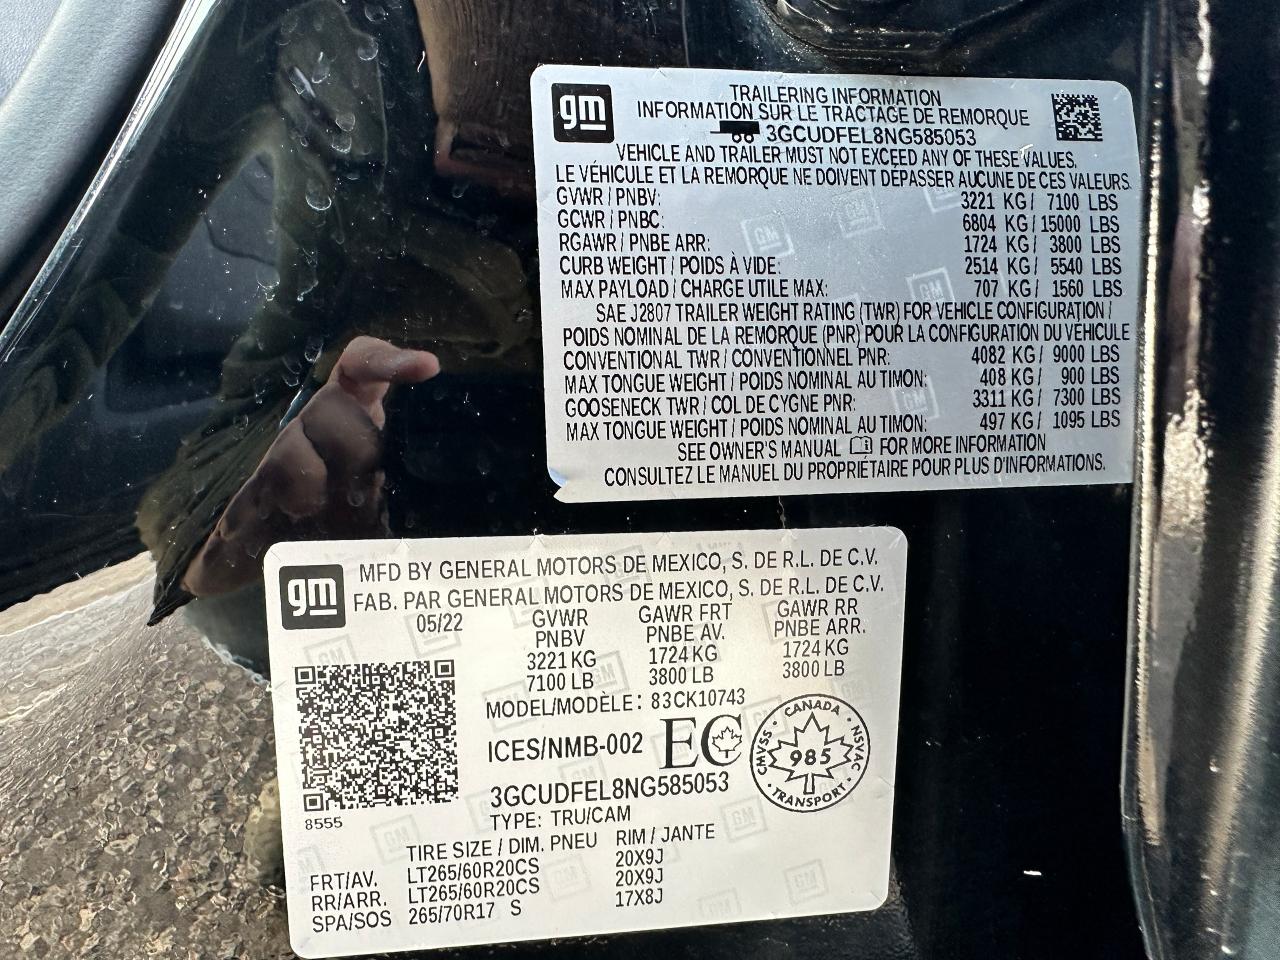 gm
TRAILERING INFORMATION
INFORMATION SUR LE TRACTAGE DE REMORQUE
3GCUDFEL8NG585053
VEHICLE AND TRAILER MUST NOT EXCEED ANY OF THESE VALUES.
LE VÉHICULE ET LA REMORQUE NE DOIVENT DÉPASSER AUCUNE DE CES VALEURS.
GVWR / PNBV: 3221 KG / 7100 LBS
GCWR / PNBC: 6804 KG / 15000 LBS
RGAWR / PNBE ARR: 1724 KG / 3800 LBS
CURB WEIGHT / POIDS À VIDE: 2514 KG / 5540 LBS
MAX PAYLOAD / CHARGE UTILE MAX: 707 KG / 1560 LBS
SAE J2807 TRAILER WEIGHT RATING (TWR) FOR VEHICLE CONFIGURATION /
POIDS NOMINAL DE LA REMORQUE (PNR) POUR LA CONFIGURATION DU VÉHICULE
CONVENTIONAL TWR / CONVENTIONNEL PNR: 4082 KG / 9000 LBS
MAX TONGUE WEIGHT / POIDS NOMINAL AU TIMON: 408 KG / 900 LBS
GOOSENECK TWR / COL DE CYGNE PNR: 3311 KG / 7300 LBS
MAX TONGUE WEIGHT / POIDS NOMINAL AU TIMON: 497 KG / 1095 LBS
SEE OWNER'S MANUAL FOR MORE INFORMATION
CONSULTEZ LE MANUEL DU PROPRIÉTAIRE POUR PLUS D'INFORMATIONS.
gm
MFD BY GENERAL MOTORS DE MEXICO, S. DE R.L. DE C.V.
FAB. PAR GENERAL MOTORS DE MEXICO, S. DE R.L. DE C.V.
05/22 GVWR GAWR FRT GAWR RR
PNBV PNBE AV. PNBE ARR.
3221 KG 1724 KG 1724 KG
7100 LB 3800 LB 3800 LB
MODEL/MODÈLE: 83CK10743
ICES/NMB-002 EC
CANADA
CMVSS 985 NSVAC
TRANSPORT
3GCUDFEL8NG585053
8555
TYPE: TRU/CAM
TIRE SIZE / DIM. PNEU RIM / JANTE
FRT/AV. LT265/60R20CS 20X9J
RR/ARR. LT265/60R20CS 20X9J
SPA/SOS 265/70R17 S 17X8J